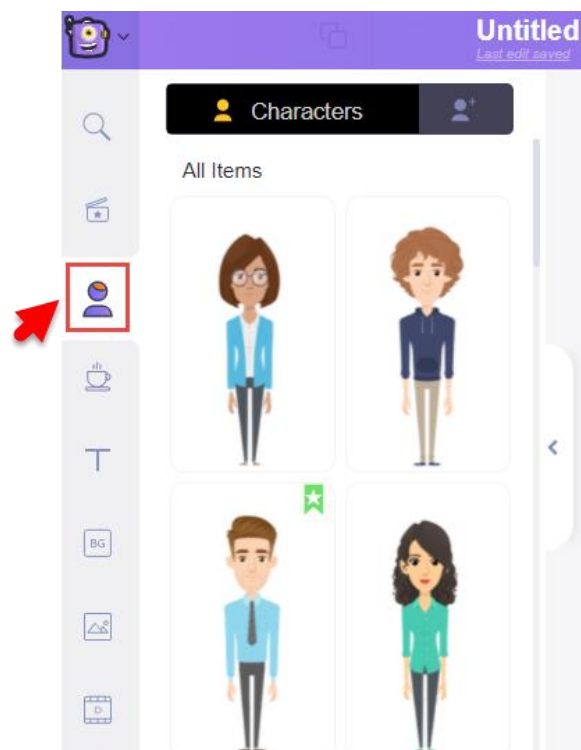 Untitled
Last edit saved
Characters
All Items
T
BG
D